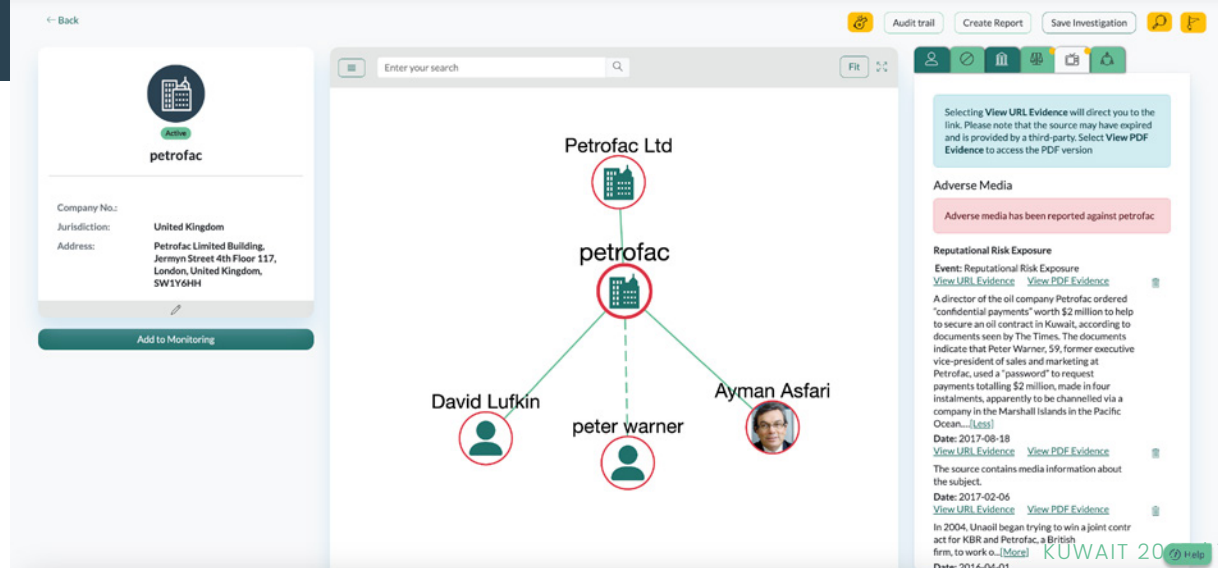 ← Back
Audit trail
Create Report
Save Investigation
Active
petrofac
Company No.:
Jurisdiction: United Kingdom
Address: Petrofac Limited Building,
Jermyn Street 4th Floor 117,
London, United Kingdom,
SW1Y6HH
Add to Monitoring
Enter your search
Fit
Petrofac Ltd
petrofac
David Lufkin
peter warner
Ayman Asfari
Selecting View URL Evidence will direct you to the
link. Please note that the source may have expired
and is provided by a third-party. Select View PDF
Evidence to access the PDF version
Adverse Media
Adverse media has been reported against petrofac
Reputational Risk Exposure
Event: Reputational Risk Exposure
View URL Evidence View PDF Evidence
A director of the oil company Petrofac ordered
"confidential payments" worth $2 million to help
to secure an oil contract in Kuwait, according to
documents seen by The Times. The documents
indicate that Peter Warner, 59, former executive
vice-president of sales and marketing at
Petrofac, used a "password" to request
payments totalling $2 million, made in four
instalments, apparently to be channelled via a
company in the Marshall Islands in the Pacific
Ocean....[Less]
Date: 2017-08-18
View URL Evidence View PDF Evidence
The source contains media information about
the subject.
Date: 2017-02-06
View URL Evidence View PDF Evidence
In 2004, Unaoil began trying to win a joint contr
act for KBR and Petrofac, a British
firm, to work o...[More]
KUWAIT
Help
Date: 2016-04-01